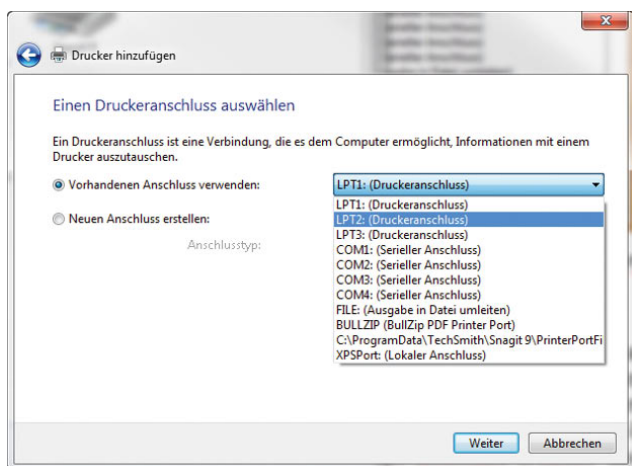 Drucker hinzufügen
Einen Druckeranschluss auswählen
Ein Druckeranschluss ist eine Verbindung, die es dem Computer ermöglicht, Informationen mit einem
Drucker auszutauschen.
Vorhandenen Anschluss verwenden:
LPT1: (Druckeranschluss)
LPT1: (Druckeranschluss)
LPT2: (Druckeranschluss)
Neuen Anschluss erstellen:
LPT3: (Druckeranschluss)
Anschlusstyp:
COM1: (Serieller Anschluss)
COM2: (Serieller Anschluss)
COM3: (Serieller Anschluss)
COM4: (Serieller Anschluss)
FILE: (Ausgabe in Datei umleiten)
BULLZIP (BullZip PDF Printer Port)
C:\ProgramData\TechSmith\Snagit 9\PrinterPortFi
XPSPort: (Lokaler Anschluss)
Weiter
Abbrechen